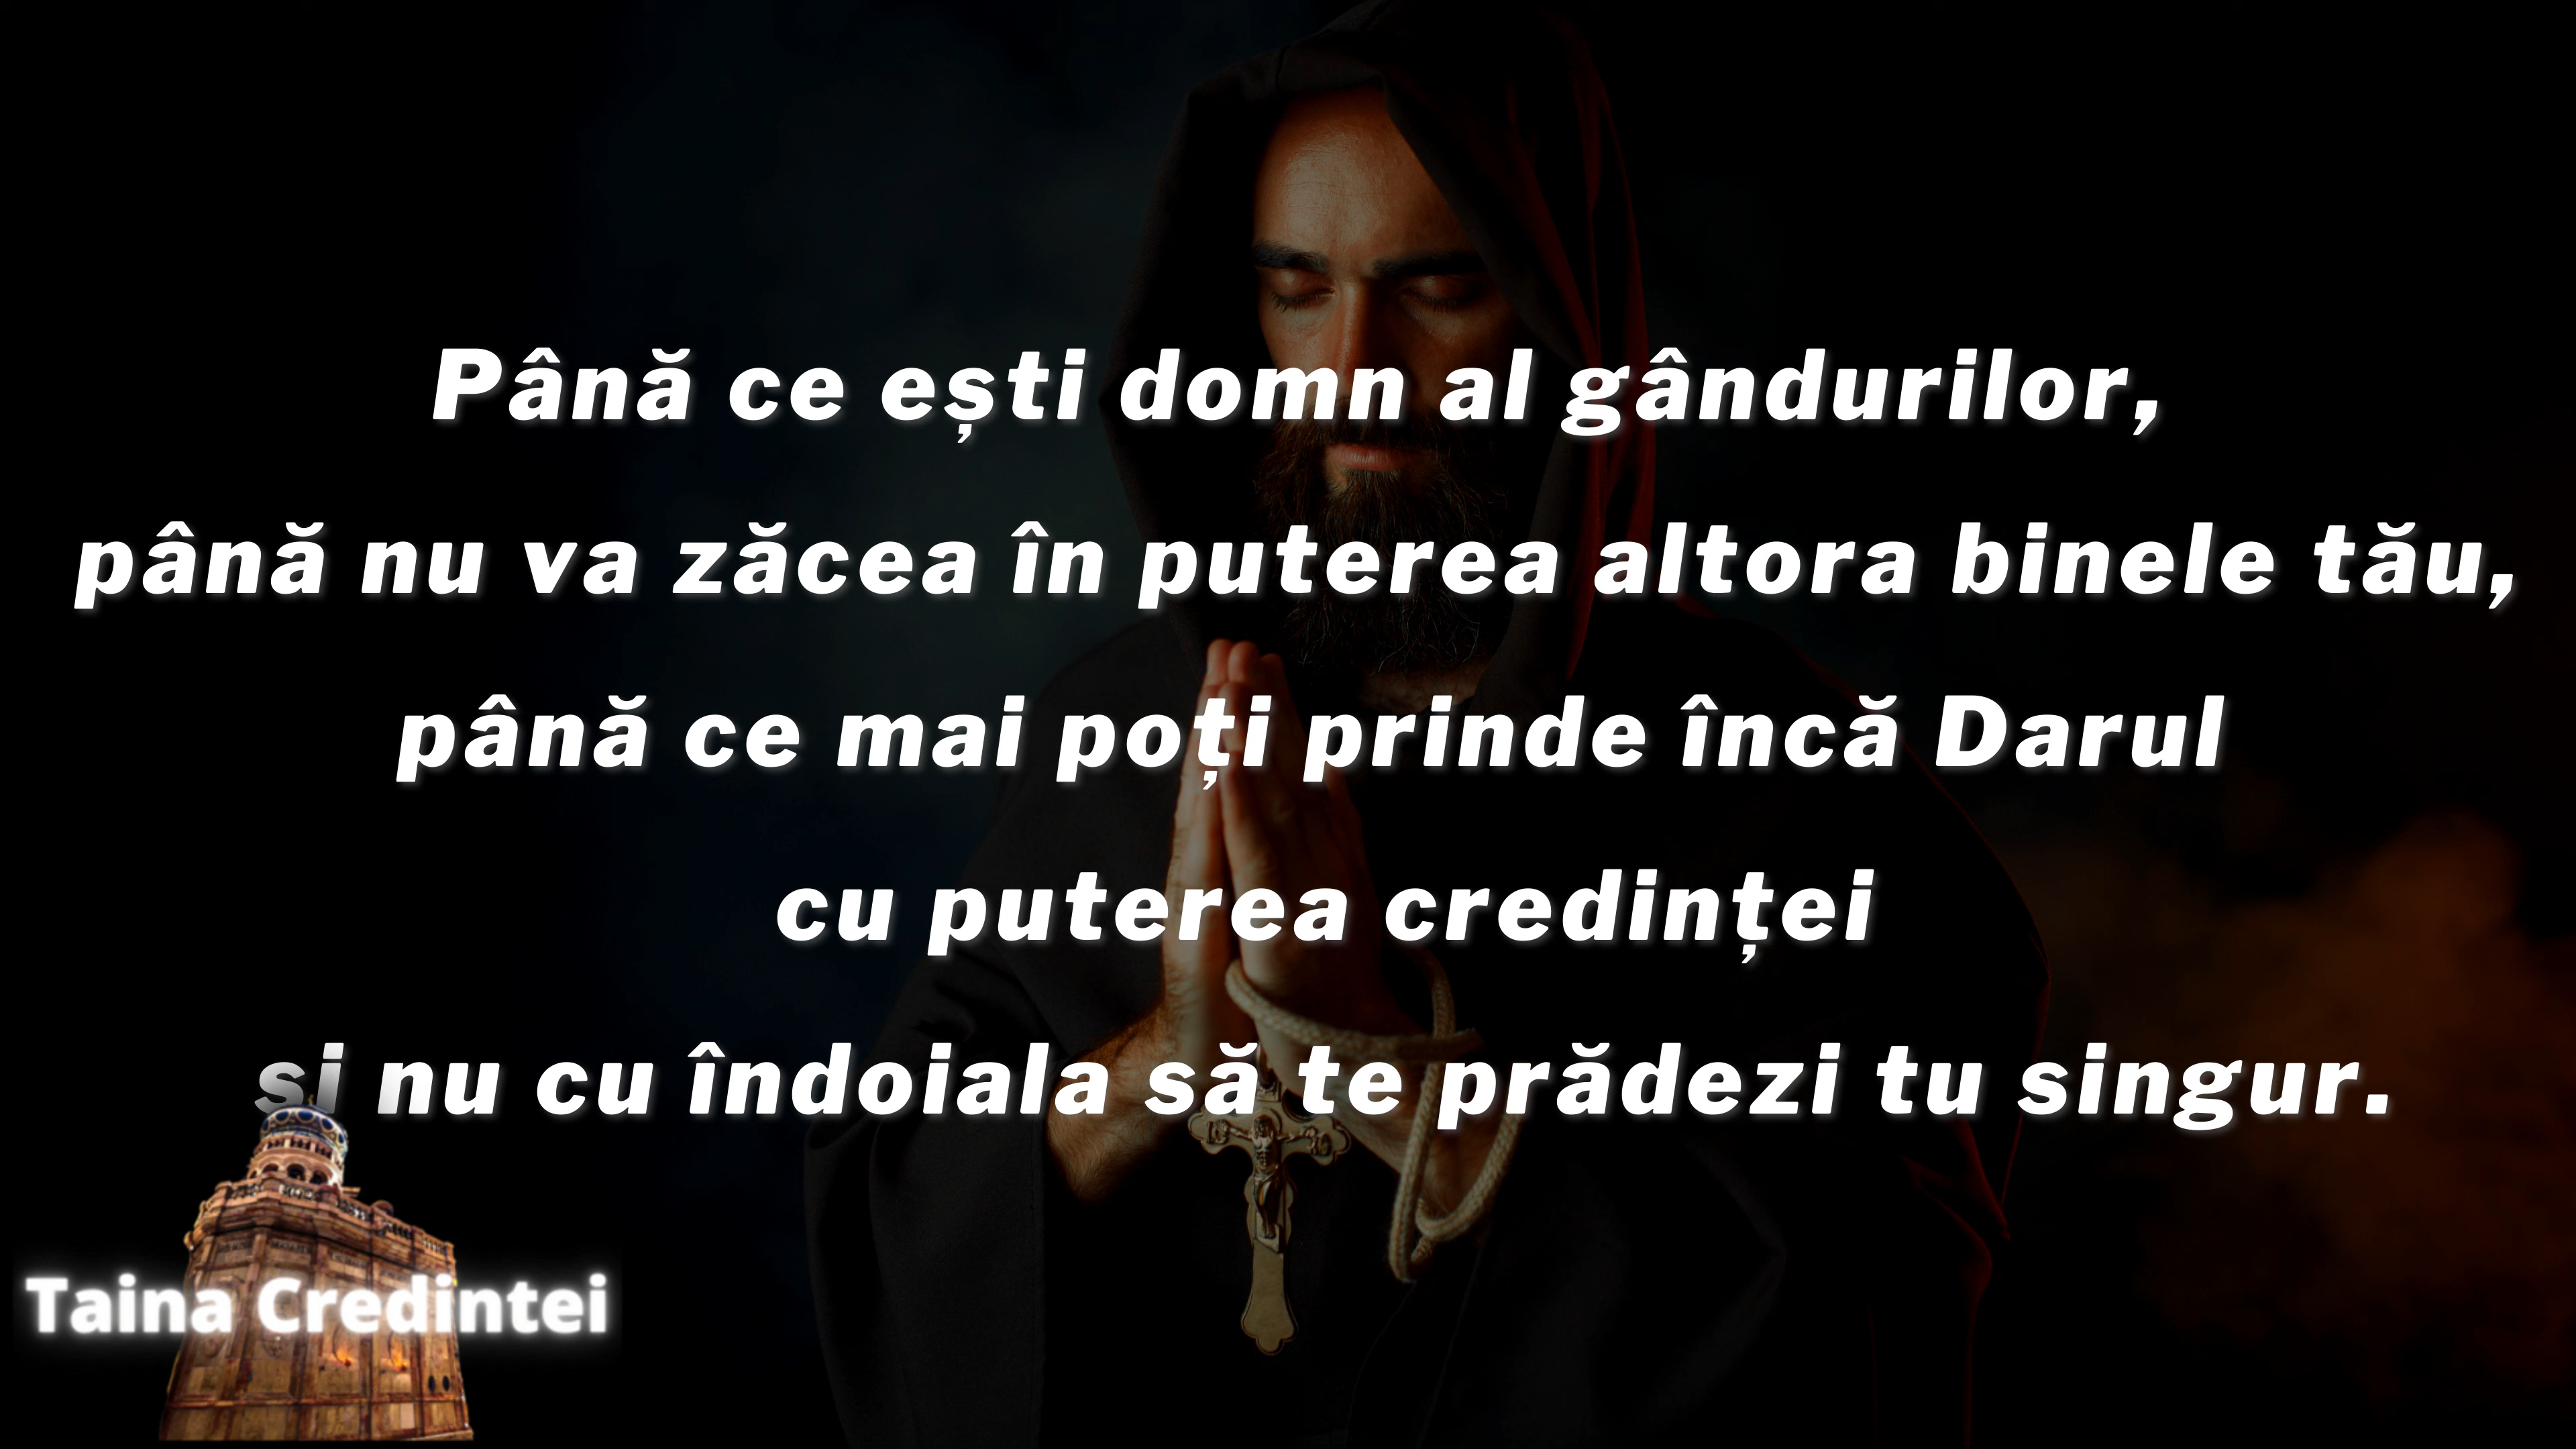 Până ce ești domn al gândurilor,
până nu va zăcea în puterea altora binele tău,
până ce mai poți prinde încă Darul
cu puterea credinței
și nu cu îndoiala să te prădezi tu singur.
Taina Credintei